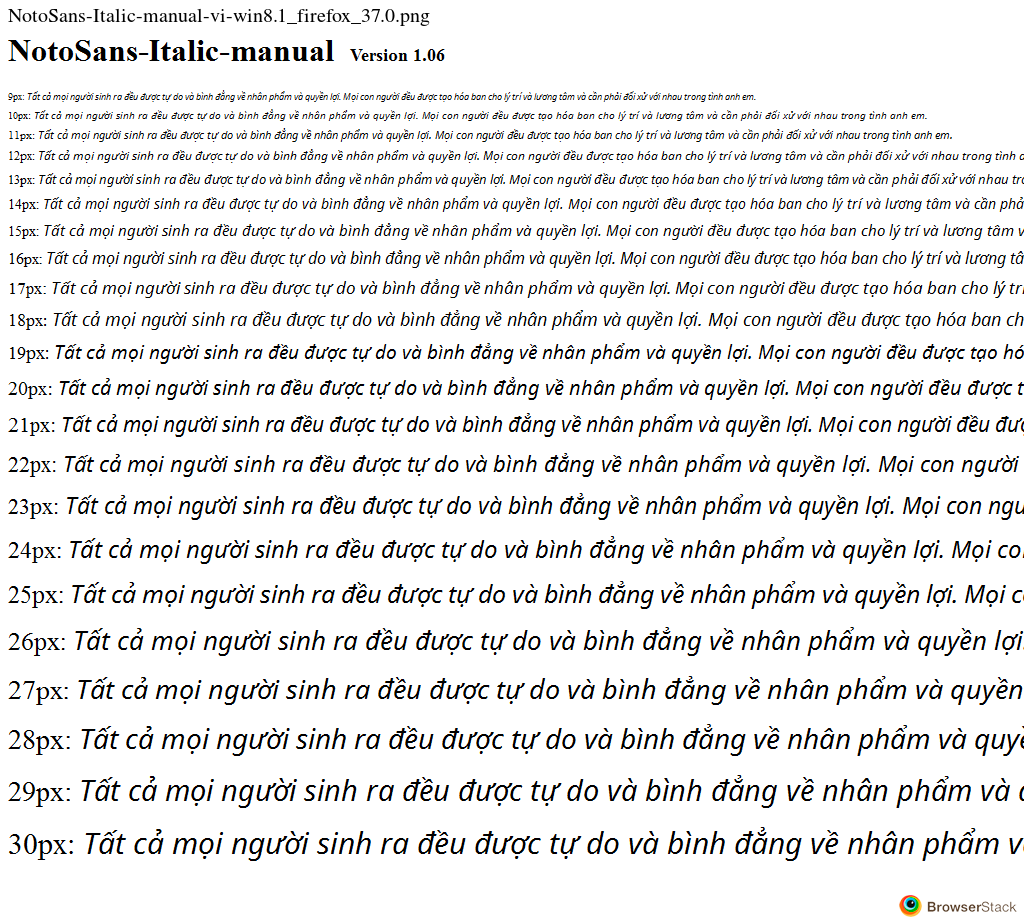 NotoSans-Italic-manual-vi-win8.1_firefox_37.0.png
NotoSans-Italic-manual Version 1.06
9px: Tất cả mọi người sinh ra đều được tự do và bình đẳng về nhân phẩm và quyền lợi. Mọi con người đều được tạo hóa ban cho lý trí và lương tâm và cần phải đối xử với nhau trong tình anh em.
10px: Tất cả mọi người sinh ra đều được tự do và bình đẳng về nhân phẩm và quyền lợi. Mọi con người đều được tạo hóa ban cho lý trí và lương tâm và cần phải đối xử với nhau trong tình anh em.
11px: Tất cả mọi người sinh ra đều được tự do và bình đẳng về nhân phẩm và quyền lợi. Mọi con người đều được tạo hóa ban cho lý trí và lương tâm và cần phải đối xử với nhau trong tình anh em.
12px: Tất cả mọi người sinh ra đều được tự do và bình đẳng về nhân phẩm và quyền lợi. Mọi con người đều được tạo hóa ban cho lý trí và lương tâm và cần phải đối xử với nhau trong tình
13px: Tất cả mọi người sinh ra đều được tự do và bình đẳng về nhân phẩm và quyền lợi. Mọi con người đều được tạo hóa ban cho lý trí và lương tâm và cần phải đối xử với nhau
14px: Tất cả mọi người sinh ra đều được tự do và bình đẳng về nhân phẩm và quyền lợi. Mọi con người đều được tạo hóa ban cho lý trí và lương tâm và cần
15px: Tất cả mọi người sinh ra đều được tự do và bình đẳng về nhân phẩm và quyền lợi. Mọi con người đều được tạo hóa ban cho lý trí và lương tâm
16px: Tất cả mọi người sinh ra đều được tự do và bình đẳng về nhân phẩm và quyền lợi. Mọi con người đều được tạo hóa ban cho lý trí và lương
17px: Tất cả mọi người sinh ra đều được tự do và bình đẳng về nhân phẩm và quyền lợi. Mọi con người đều được tạo hóa ban cho lý
18px: Tất cả mọi người sinh ra đều được tự do và bình đẳng về nhân phẩm và quyền lợi. Mọi con người đều được tạo hóa ban
19px: Tất cả mọi người sinh ra đều được tự do và bình đẳng về nhân phẩm và quyền lợi. Mọi con người đều được tạo
20px: Tất cả mọi người sinh ra đều được tự do và bình đẳng về nhân phẩm và quyền lợi. Mọi con người đều được
21px: Tất cả mọi người sinh ra đều được tự do và bình đẳng về nhân phẩm và quyền lợi. Mọi con người đều
22px: Tất cả mọi người sinh ra đều được tự do và bình đẳng về nhân phẩm và quyền lợi. Mọi con người
23px: Tất cả mọi người sinh ra đều được tự do và bình đẳng về nhân phẩm và quyền lợi. Mọi con
24px: Tất cả mọi người sinh ra đều được tự do và bình đẳng về nhân phẩm và quyền lợi. Mọi
25px: Tất cả mọi người sinh ra đều được tự do và bình đẳng về nhân phẩm và quyền lợi. Mọi
26px: Tất cả mọi người sinh ra đều được tự do và bình đẳng về nhân phẩm và quyền lợi.
27px: Tất cả mọi người sinh ra đều được tự do và bình đẳng về nhân phẩm và quyền
28px: Tất cả mọi người sinh ra đều được tự do và bình đẳng về nhân phẩm và
29px: Tất cả mọi người sinh ra đều được tự do và bình đẳng về nhân phẩm và
30px: Tất cả mọi người sinh ra đều được tự do và bình đẳng về nhân phẩm
BrowserStack